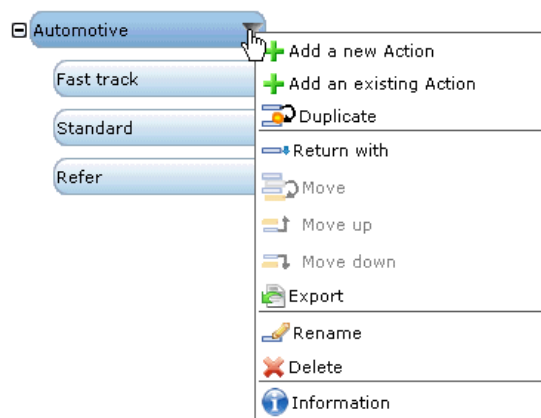 Automotive
Fast track
Standard
Refer
Add a new Action
Add an existing Action
Duplicate
Return with
Move
Move up
Move down
Export
Rename
Delete
Information